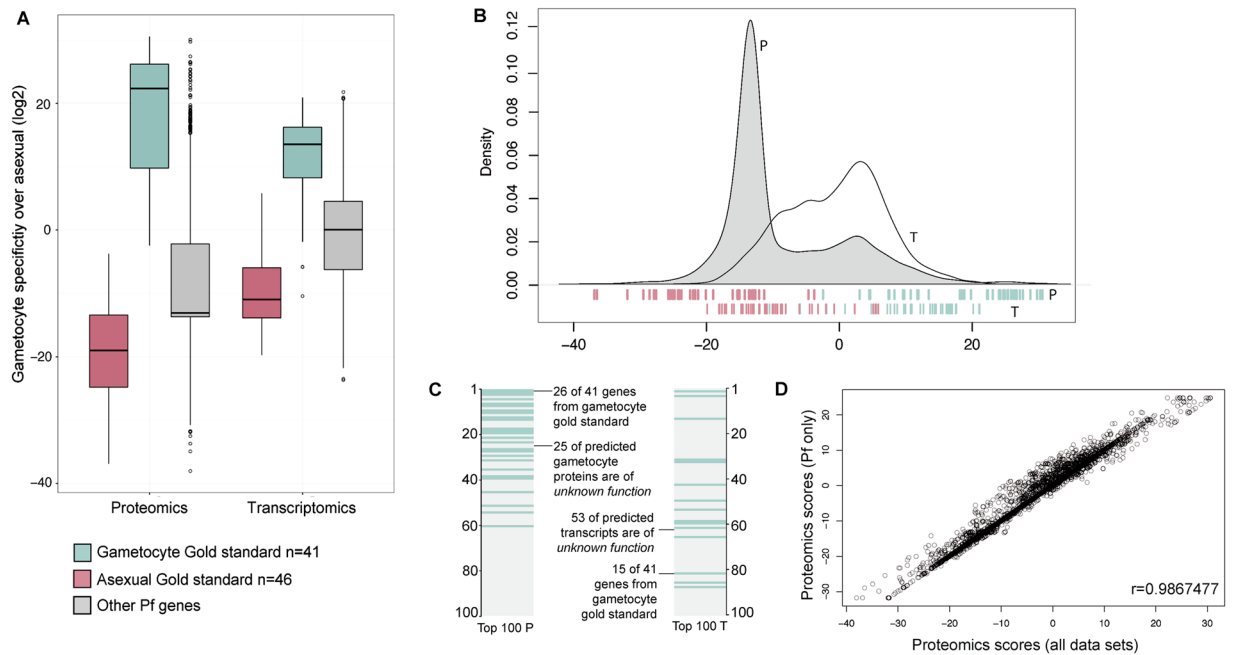 A
Gametocyte specifictiy over asexual (log2)
20
0
−20
−40
Proteomics
Transcriptomics
Gametocyte Gold standard n=41
Asexual Gold standard n=46
Other Pf genes
B
Density
0.12
0.10
0.08
0.06
0.04
0.02
0.00
P
T
P
T
−40
−20
0
20
C
1
20
40
60
80
100
Top 100 P
26 of 41 genes
from gametocyte
gold standard
25 of predicted
gametocyte
proteins are of
unknown function
53 of predicted
transcripts are of
unknown function
15 of 41
genes from
gametocyte
gold standard
1
20
40
60
80
100
Top 100 T
D
Proteomics scores (Pf only)
20
10
0
-10
-20
-30
r=0.9867477
-40
-30
-20
-10
0
10
20
30
Proteomics scores (all data sets)